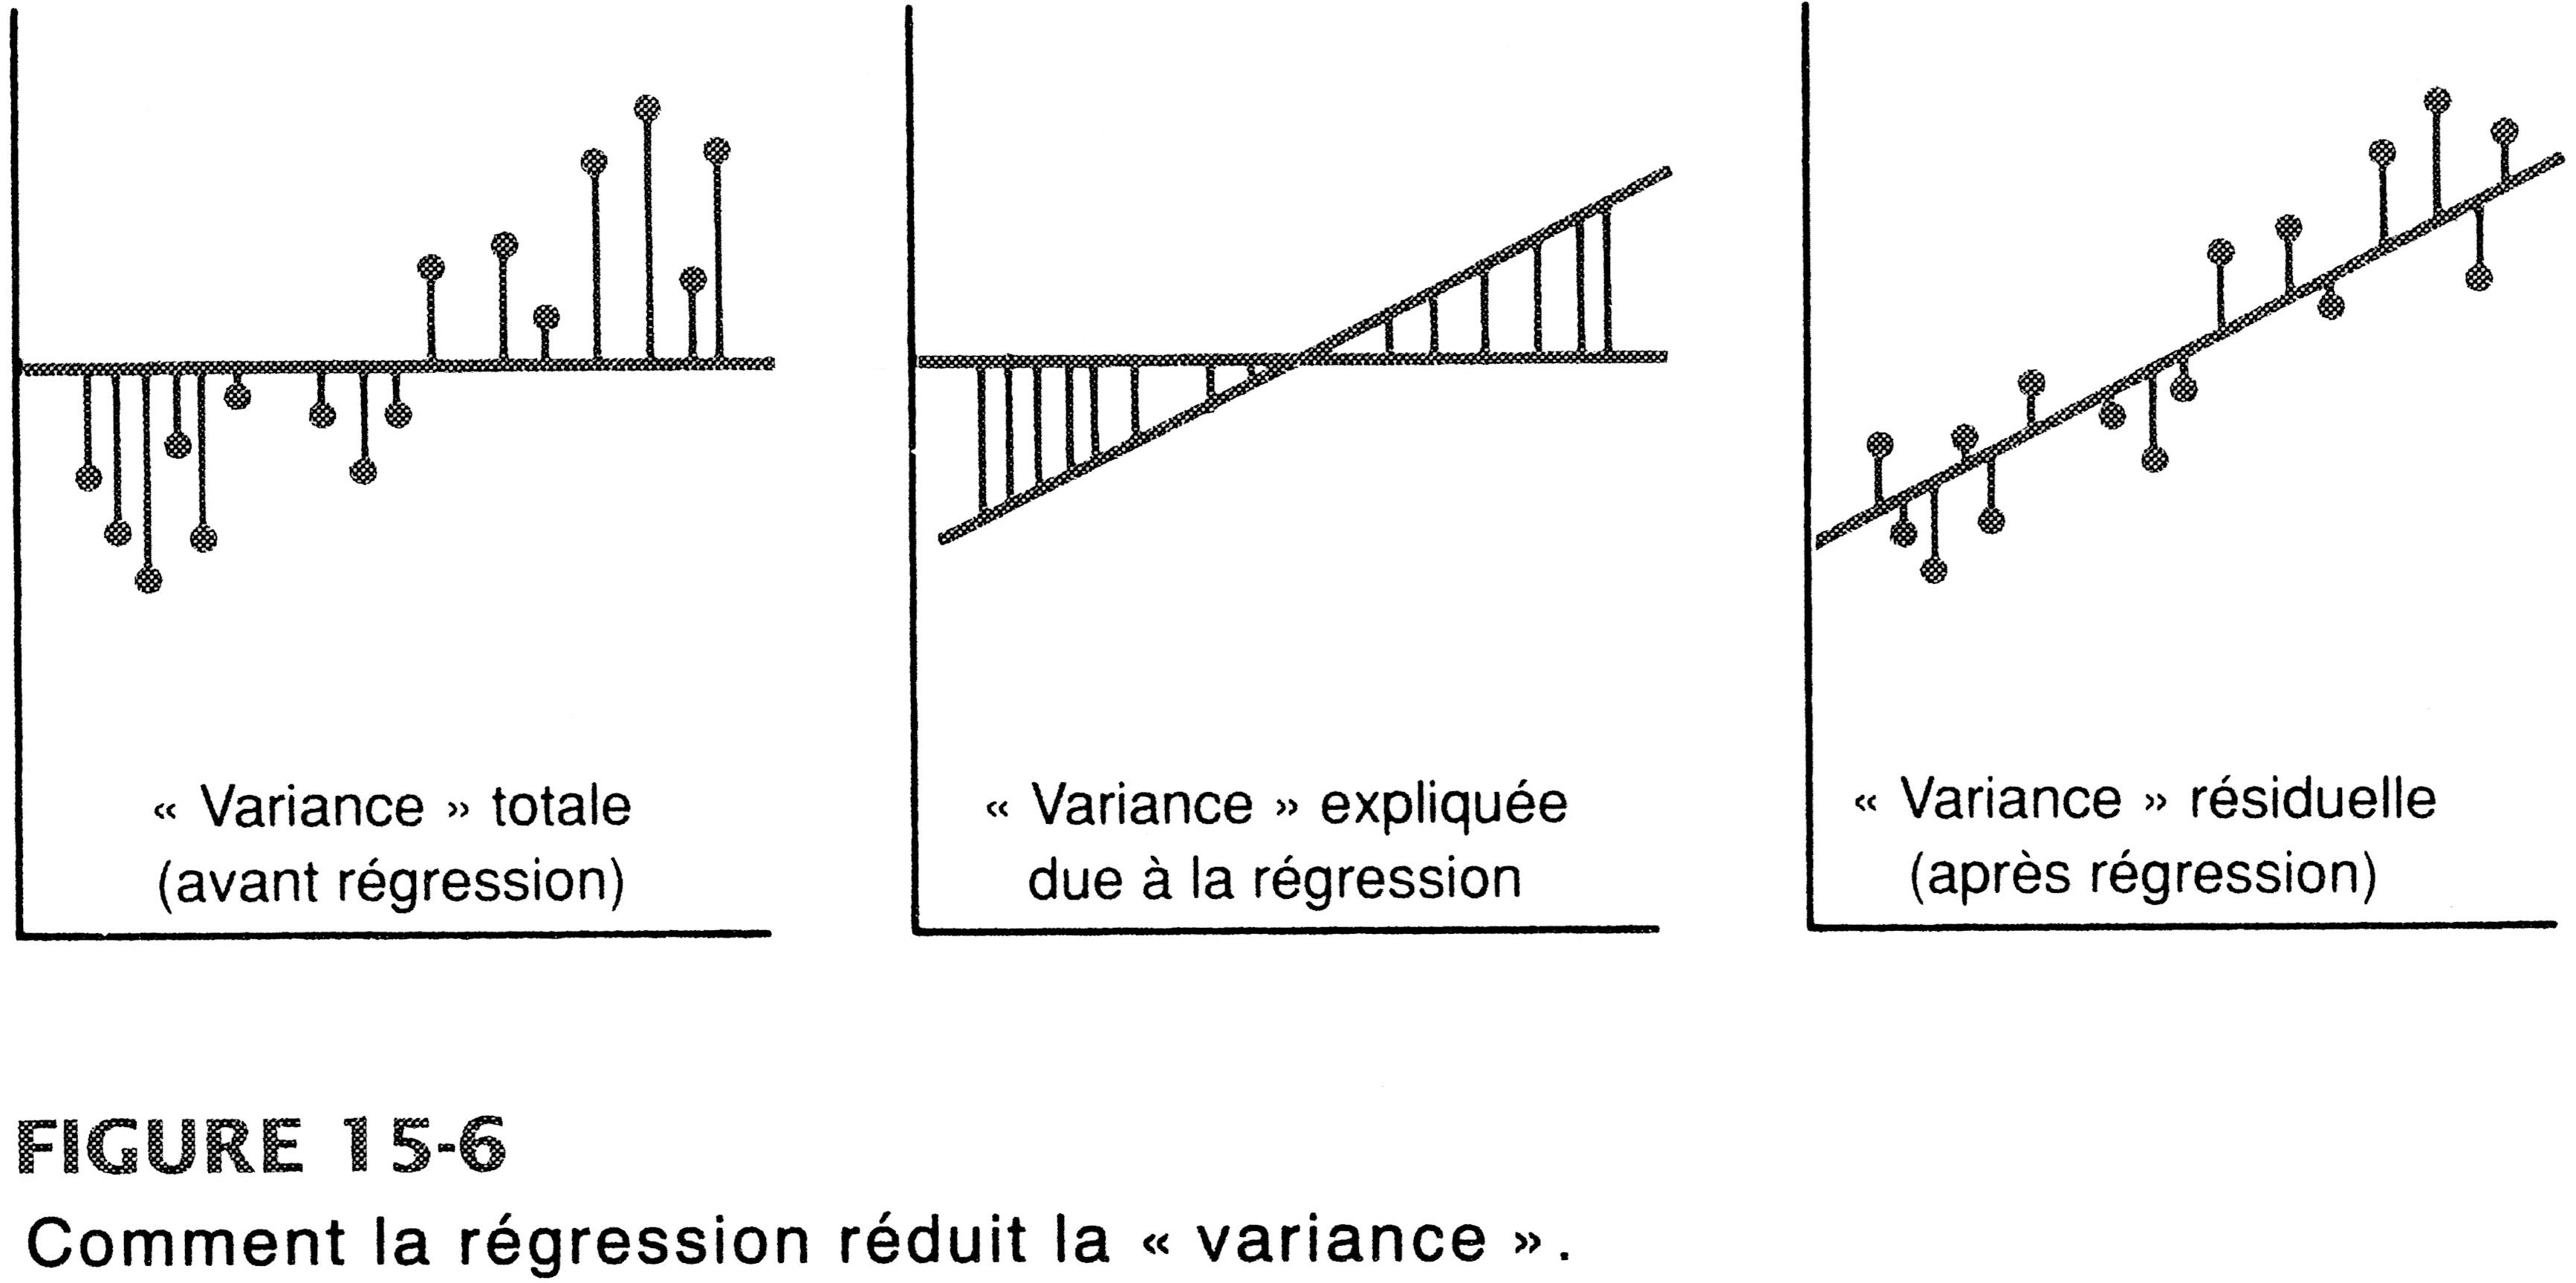 « Variance » totale
(avant régression)
« Variance » expliquée
due à la régression
« Variance » résiduelle
(après régression)
FIGURE 15-6
Comment la régression réduit la « variance ».